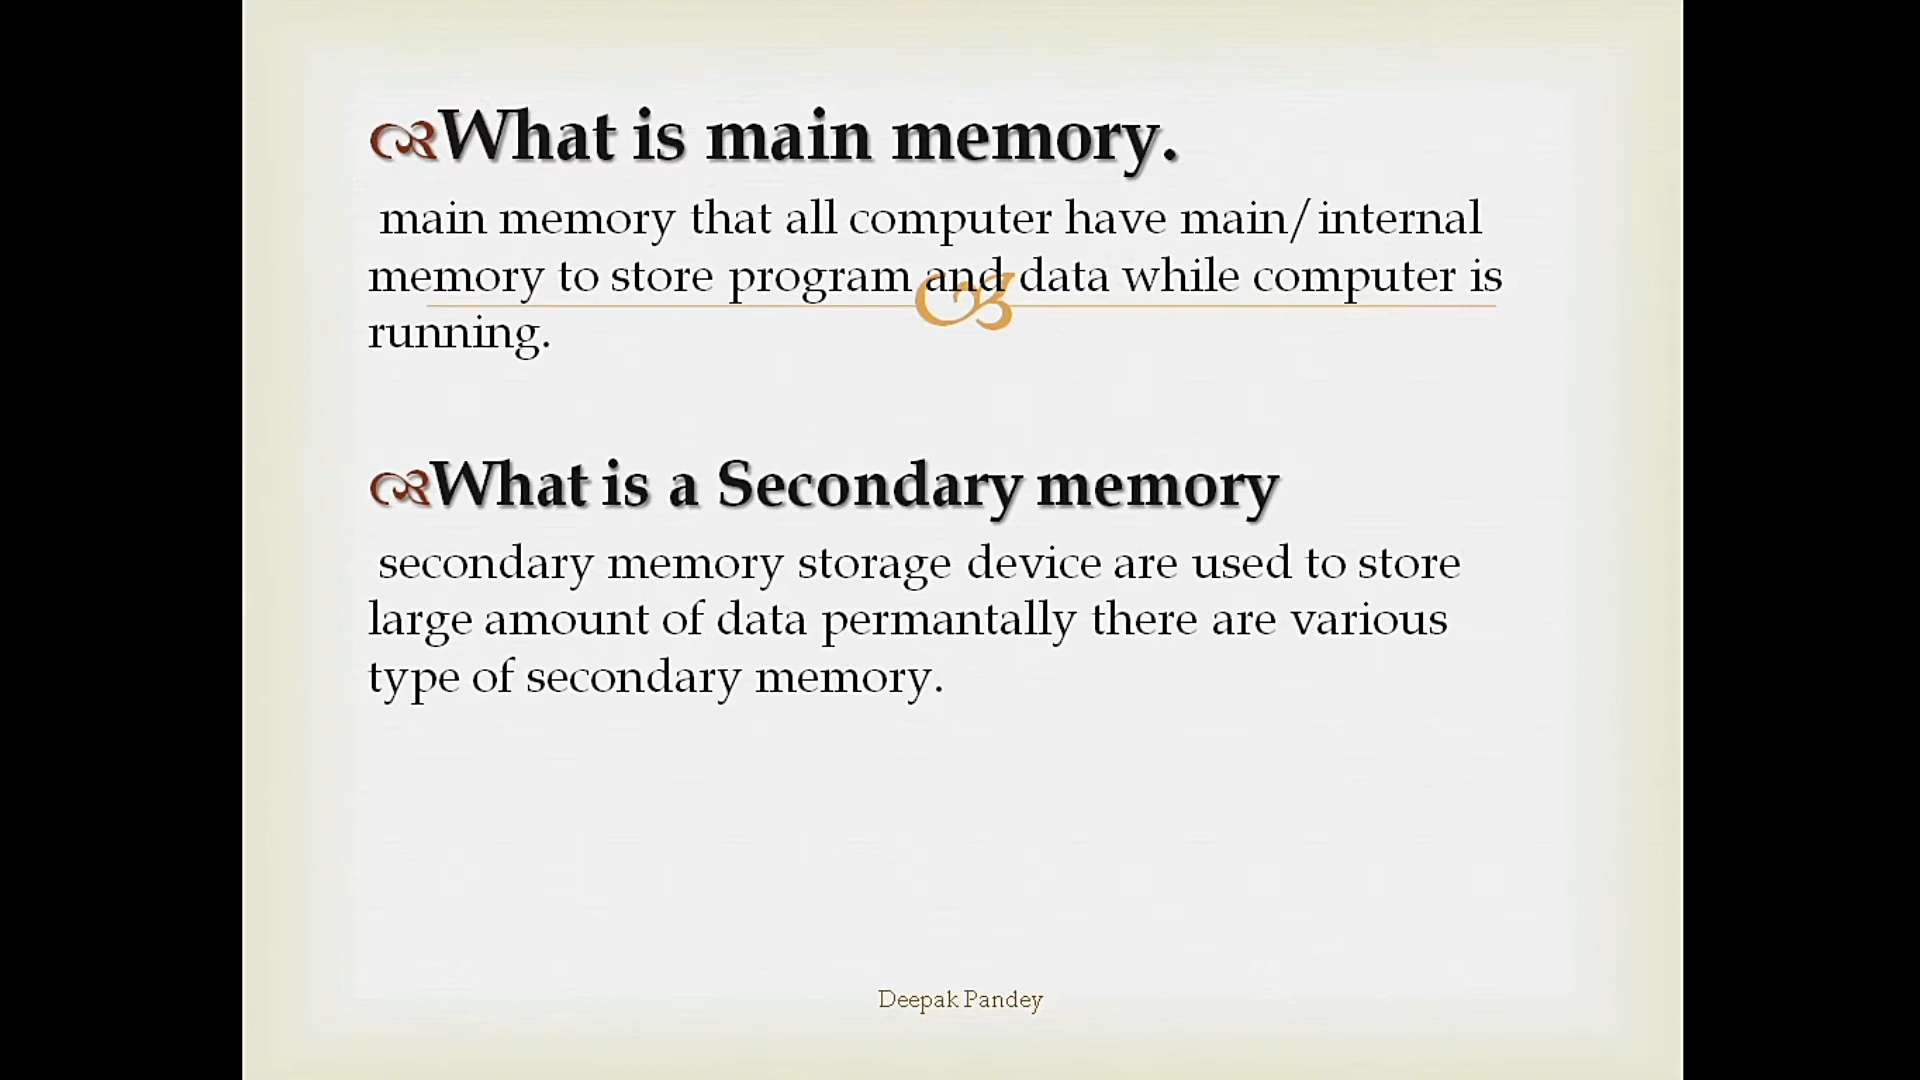 What is main memory.
main memory that all computer have main/internal
memory to store program and data while computer is
running.
What is a Secondary memory
secondary memory storage device are used to store
large amount of data permantally there are various
type of secondary memory.
Deepak Pandey